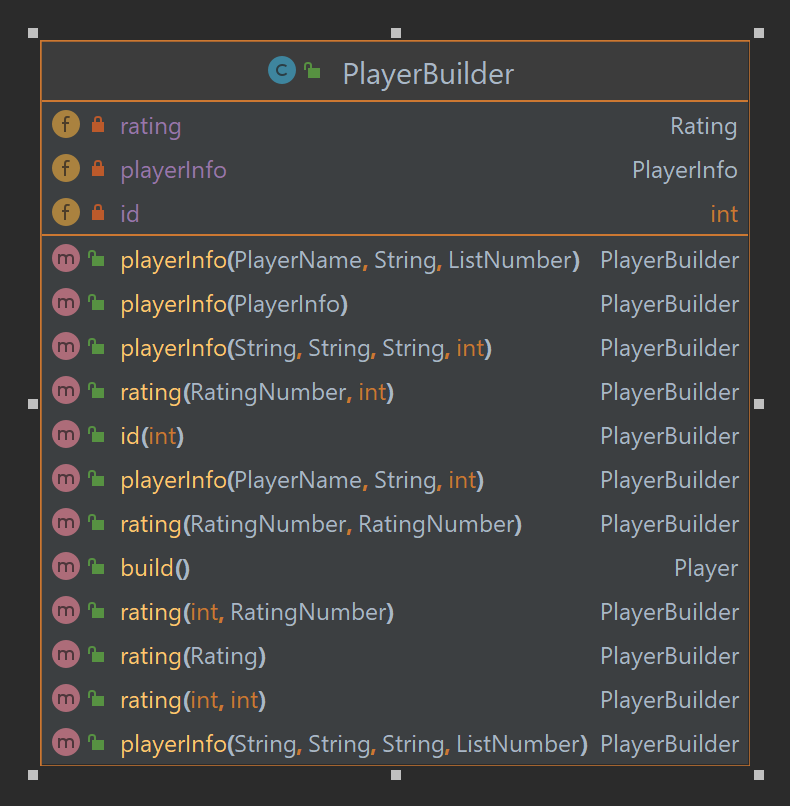 C PlayerBuilder
f rating Rating
f playerInfo PlayerInfo
f id int
m playerInfo(PlayerName, String, ListNumber) PlayerBuilder
m playerInfo(PlayerInfo) PlayerBuilder
m playerInfo(String, String, String, int) PlayerBuilder
m rating(RatingNumber, int) PlayerBuilder
m id(int) PlayerBuilder
m playerInfo(PlayerName, String, int) PlayerBuilder
m rating(RatingNumber, RatingNumber) PlayerBuilder
m build() Player
m rating(int, RatingNumber) PlayerBuilder
m rating(Rating) PlayerBuilder
m rating(int, int) PlayerBuilder
m playerInfo(String, String, String, ListNumber) PlayerBuilder